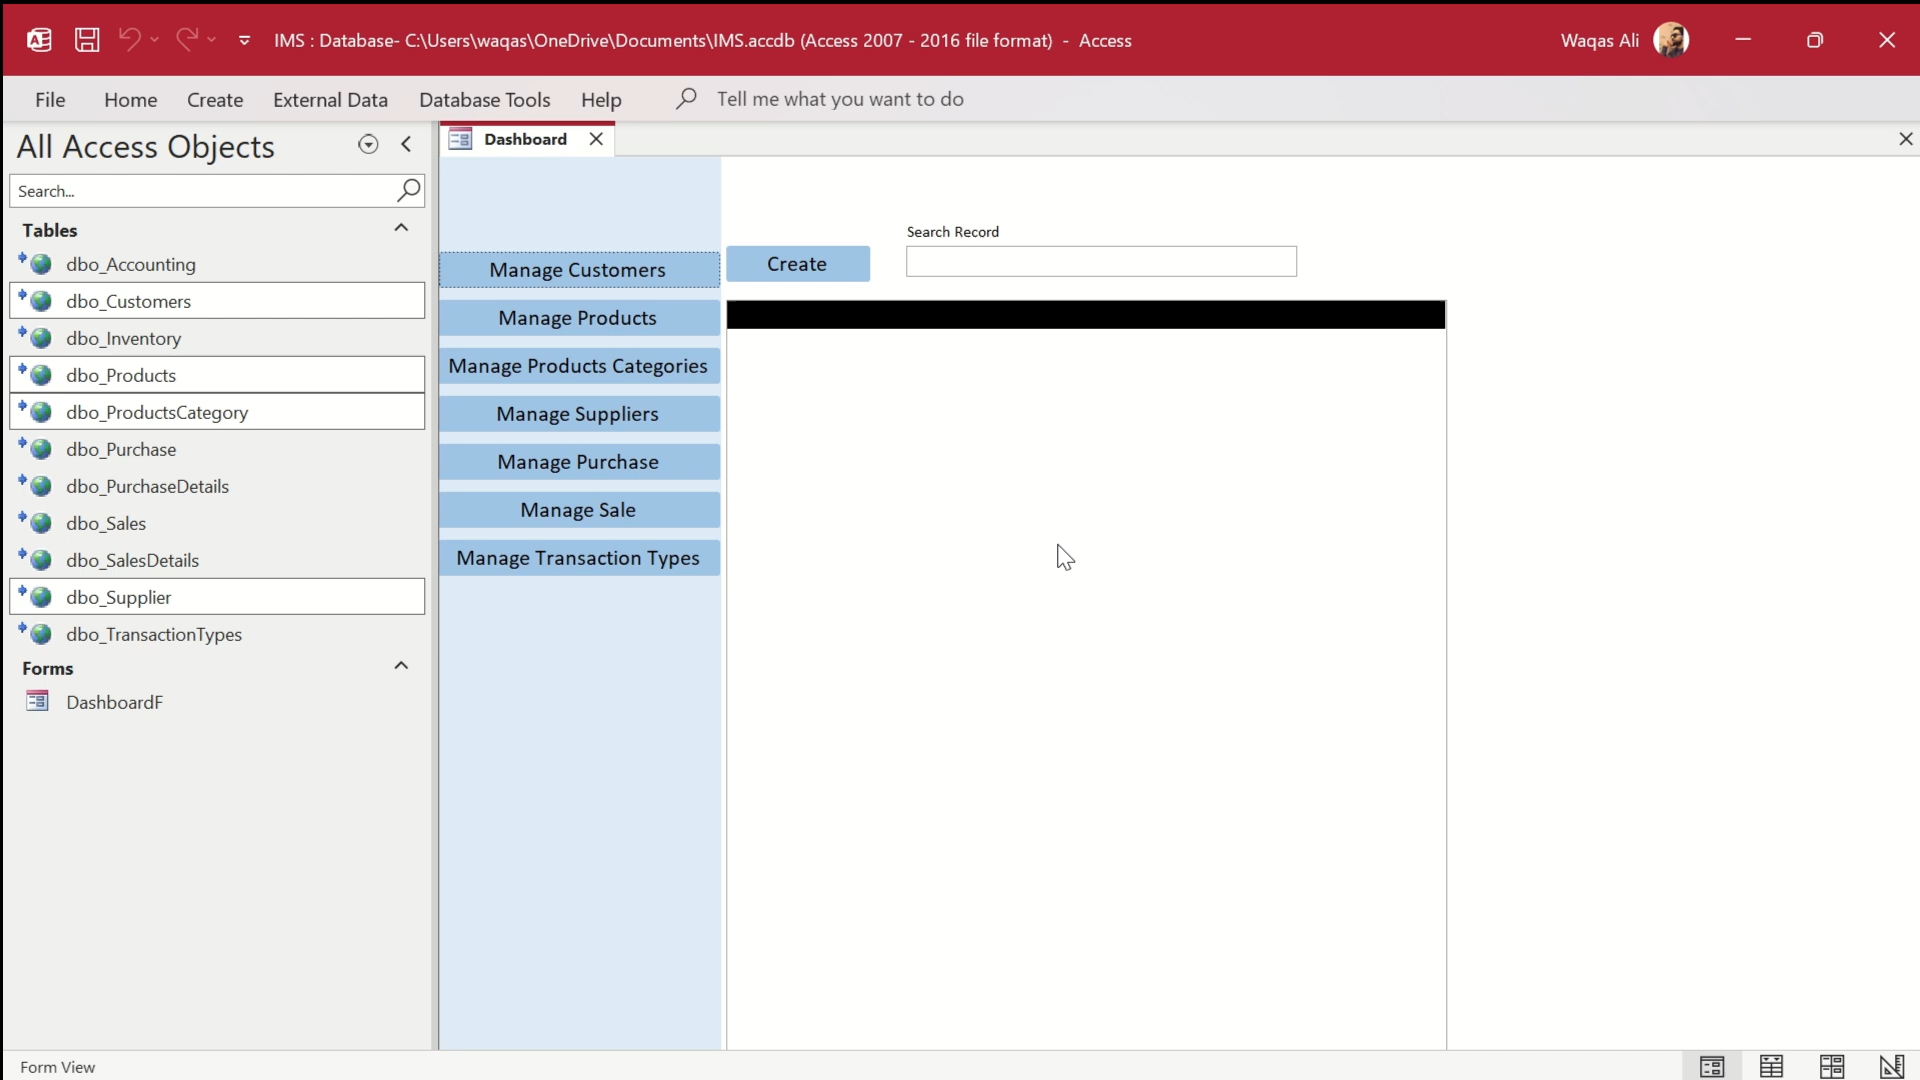 IMS : Database- C:\Users\waqas\OneDrive\Documents\IMS.accdb (Access 2007 - 2016 file format) - Access
Waqas Ali
File Home Create External Data Database Tools Help Tell me what you want to do
All Access Objects
Search...
Tables
dbo_Accounting
dbo_Customers
dbo_Inventory
dbo_Products
dbo_ProductsCategory
dbo_Purchase
dbo_PurchaseDetails
dbo_Sales
dbo_SalesDetails
dbo_Supplier
dbo_TransactionTypes
Forms
DashboardF
Dashboard
Manage Customers
Manage Products
Manage Products Categories
Manage Suppliers
Manage Purchase
Manage Sale
Manage Transaction Types
Create
Search Record
Form View